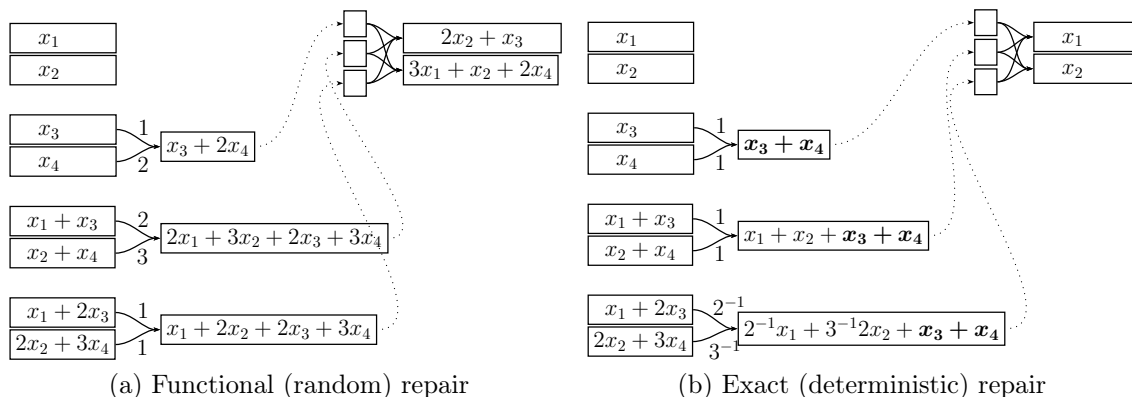 x₁
x₂
x₃
x₄
1
2
x₃ + 2x₄
x₁ + x₃
x₂ + x₄
2
3
2x₁ + 3x₂ + 2x₃ + 3x₄
x₁ + 2x₃
2x₂ + 3x₄
1
1
x₁ + 2x₂ + 2x₃ + 3x₄
2x₂ + x₃
3x₁ + x₂ + 2x₄
(a) Functional (random) repair
x₁
x₂
x₃
x₄
1
1
x₃ + x₄
x₁ + x₃
x₂ + x₄
1
1
x₁ + x₂ + x₃ + x₄
x₁ + 2x₃
2x₂ + 3x₄
2⁻¹
3⁻¹
2⁻¹x₁ + 3⁻¹2x₂ + x₃ + x₄
x₁
x₂
(b) Exact (deterministic) repair